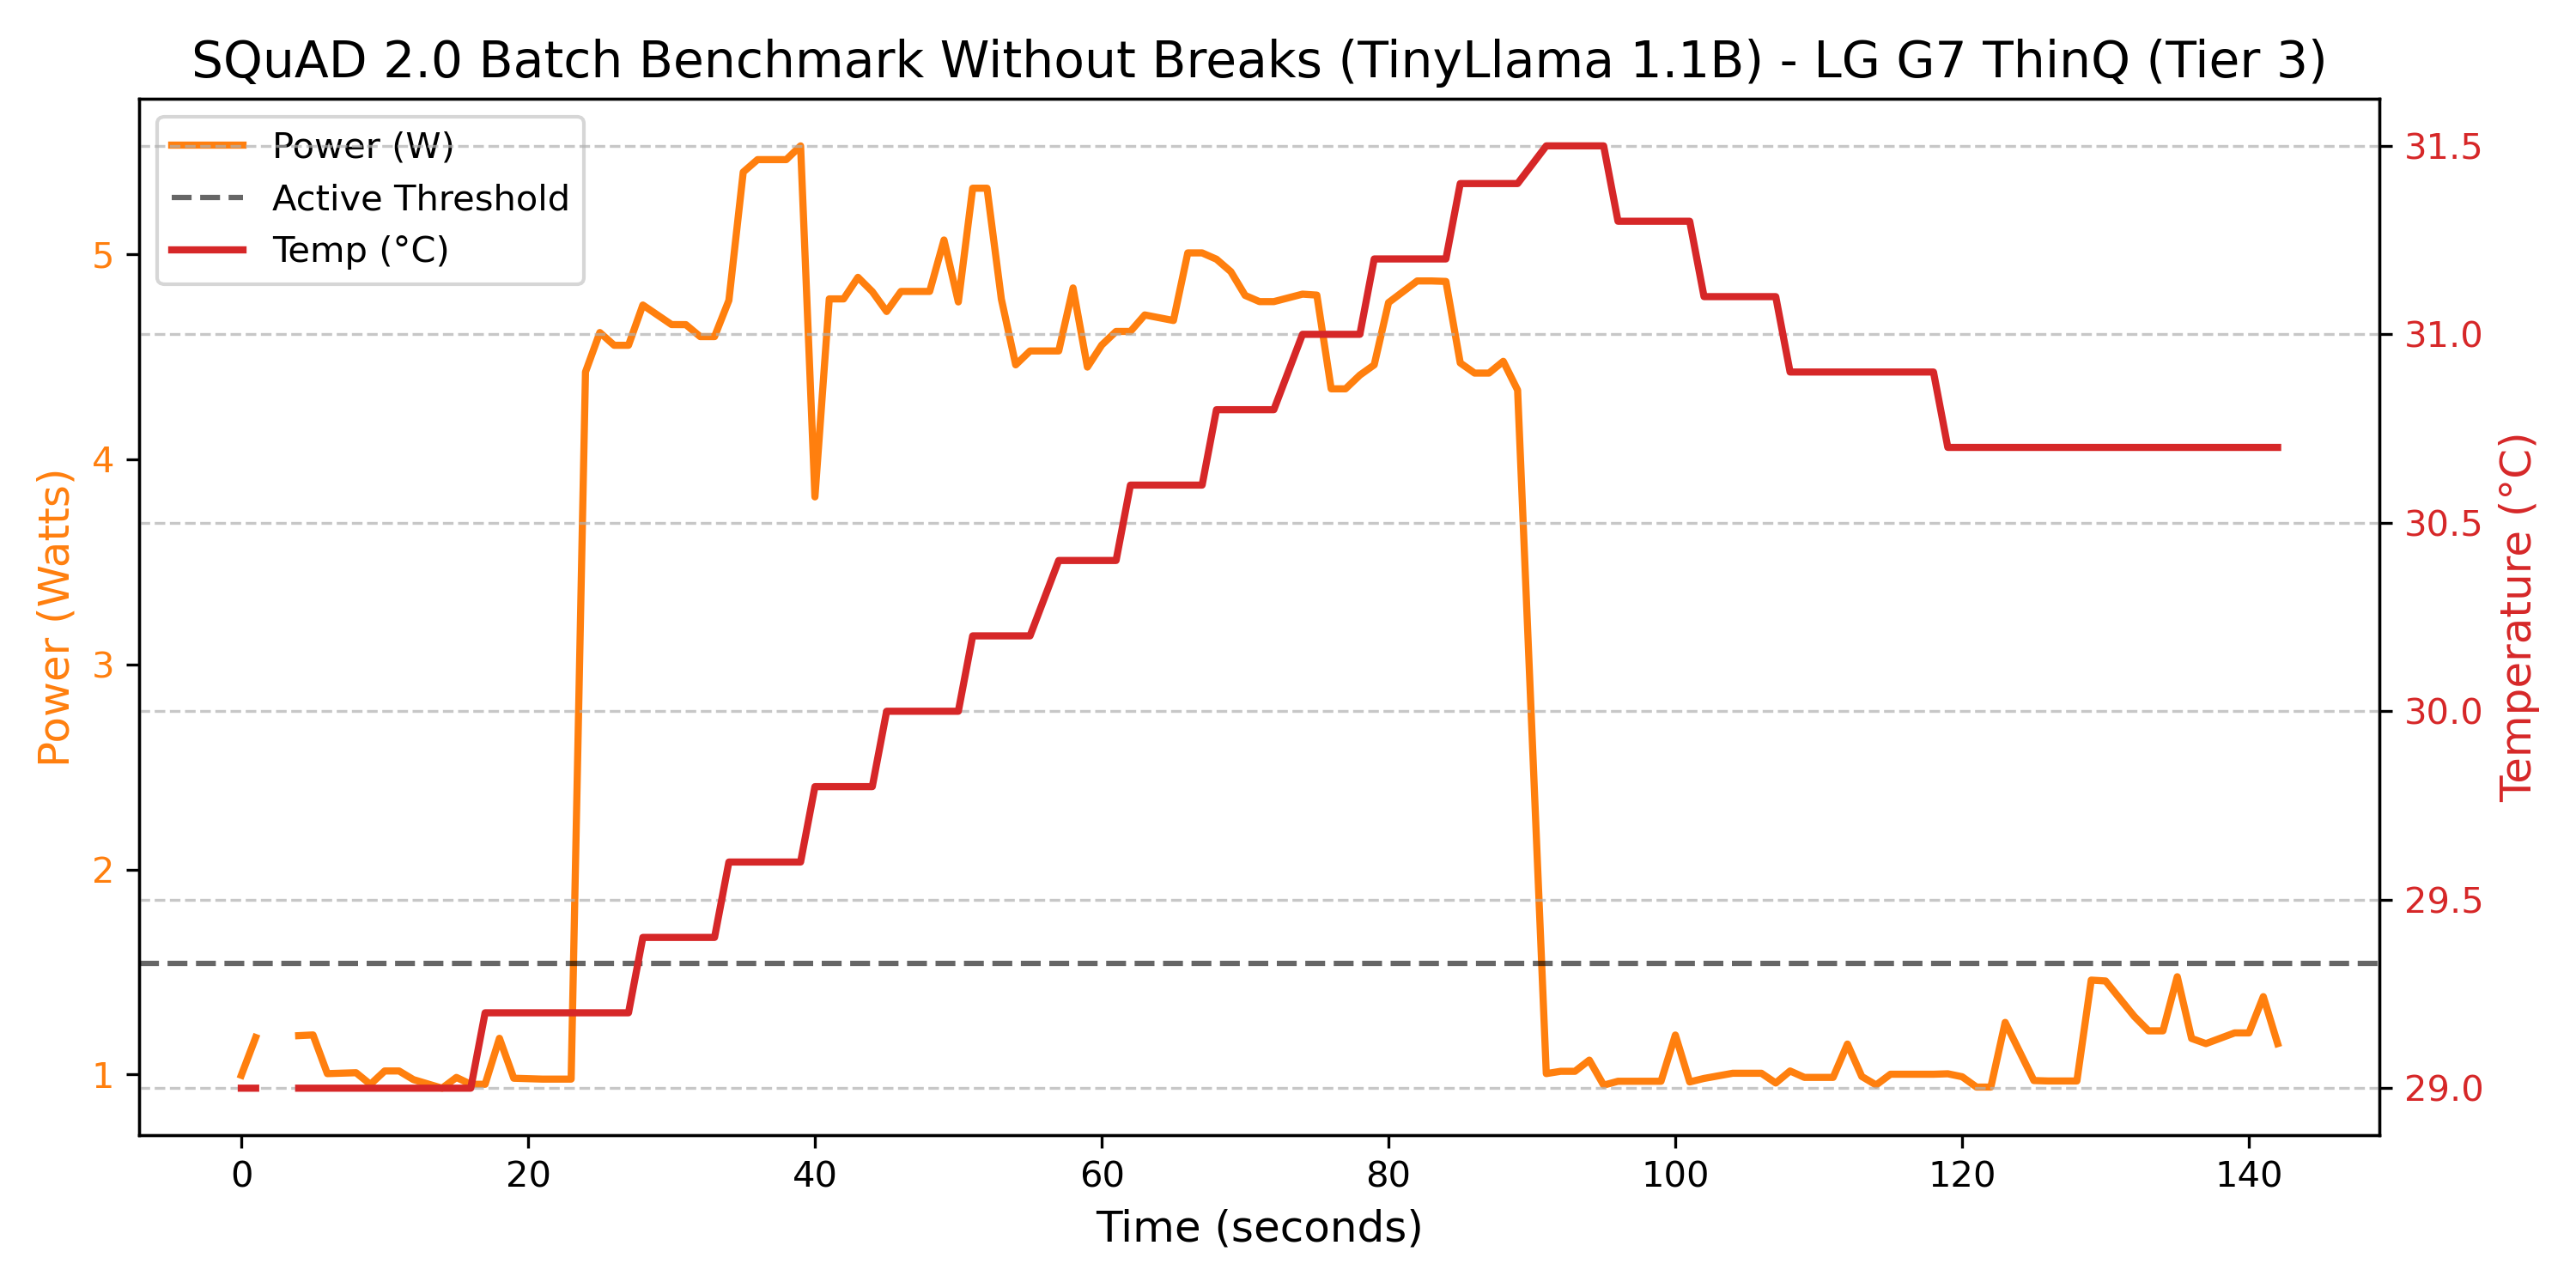 SQuAD 2.0 Batch Benchmark Without Breaks (TinyLlama 1.1B) - LG G7 ThinQ (Tier 3)
Power (W)
Active Threshold
Temp (°C)
Power (Watts)
5
4
3
2
1
31.5
31.0
30.5
30.0
29.5
29.0
Temperature (°C)
0 20 40 60 80 100 120 140
Time (seconds)